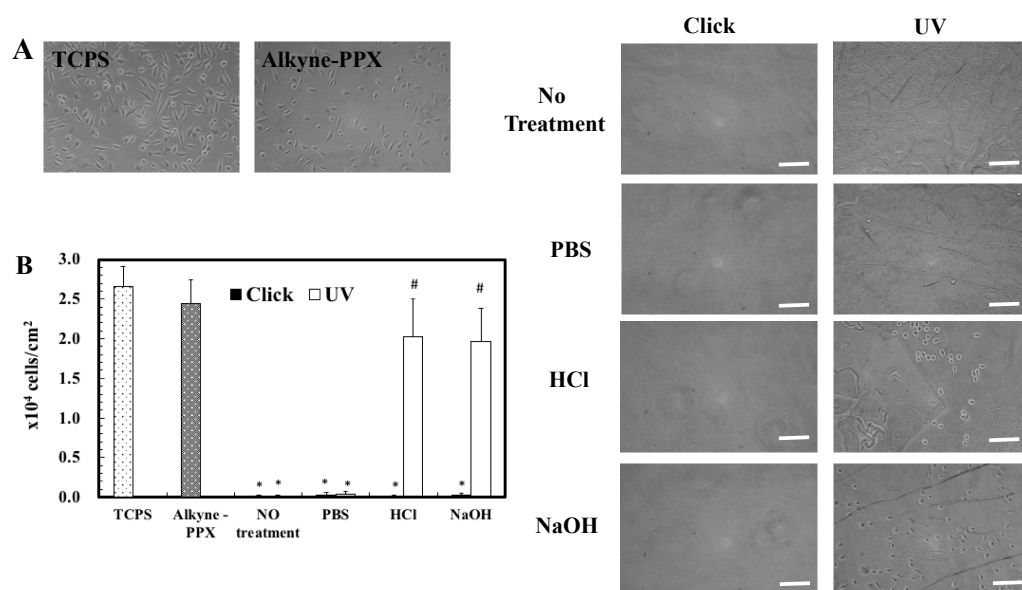 A
TCPS
Alkyne-PPX
B
x10⁴ cells/cm²
3.0
2.5
2.0
1.5
1.0
0.5
0.0
Click
UV
#
#
* * * * * *
TCPS
Alkyne -
PPX
NO
treatment
PBS
HCl
NaOH
Click
UV
No
Treatment
PBS
HCl
NaOH